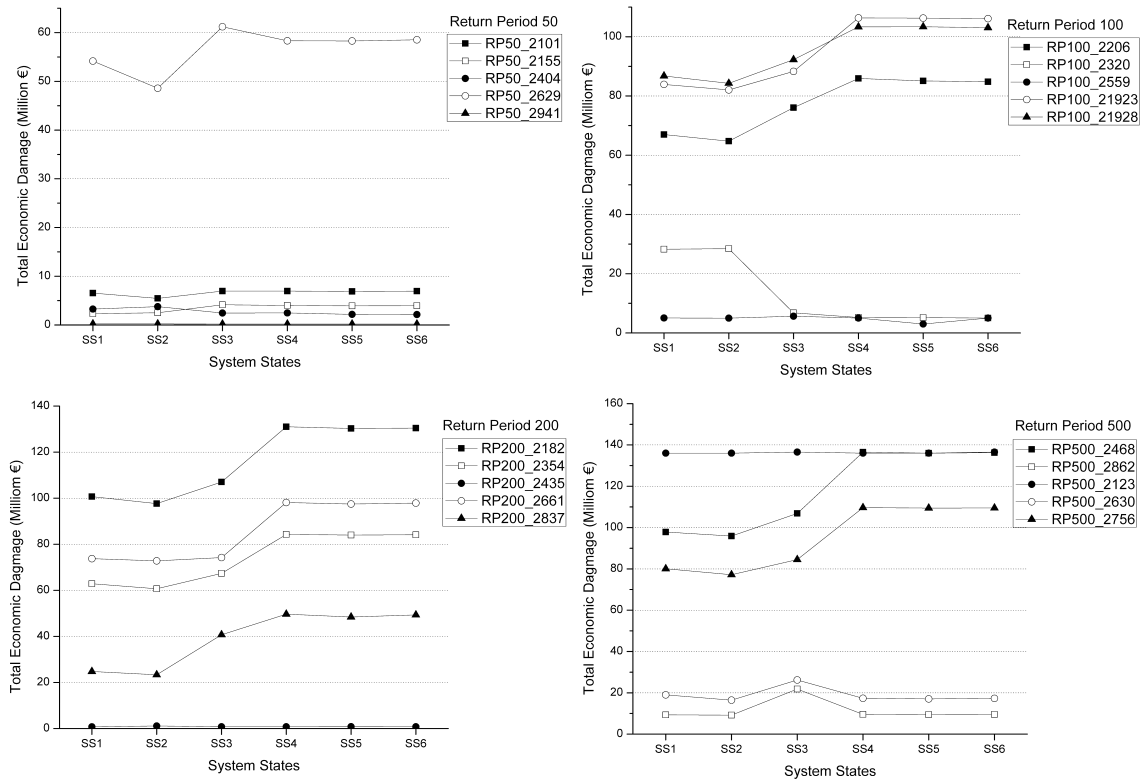 Return Period 50
RP50_2101
RP50_2155
RP50_2404
RP50_2629
RP50_2941
Total Economic Damage (Milliom €)
60
50
40
30
20
10
0
SS1 SS2 SS3 SS4 SS5 SS6
System States
Return Period 100
RP100_2206
RP100_2320
RP100_2559
RP100_21923
RP100_21928
Total Economic Dagmage (Milliom €)
100
80
60
40
20
0
SS1 SS2 SS3 SS4 SS5 SS6
System States
Return Period 200
RP200_2182
RP200_2354
RP200_2435
RP200_2661
RP200_2837
Total Economic Dagmage (Milliom €)
140
120
100
80
60
40
20
0
SS1 SS2 SS3 SS4 SS5 SS6
System States
Return Period 500
RP500_2468
RP500_2862
RP500_2123
RP500_2630
RP500_2756
Total Economic Dagmage (Milliom €)
160
140
120
100
80
60
40
20
0
SS1 SS2 SS3 SS4 SS5 SS6
System States